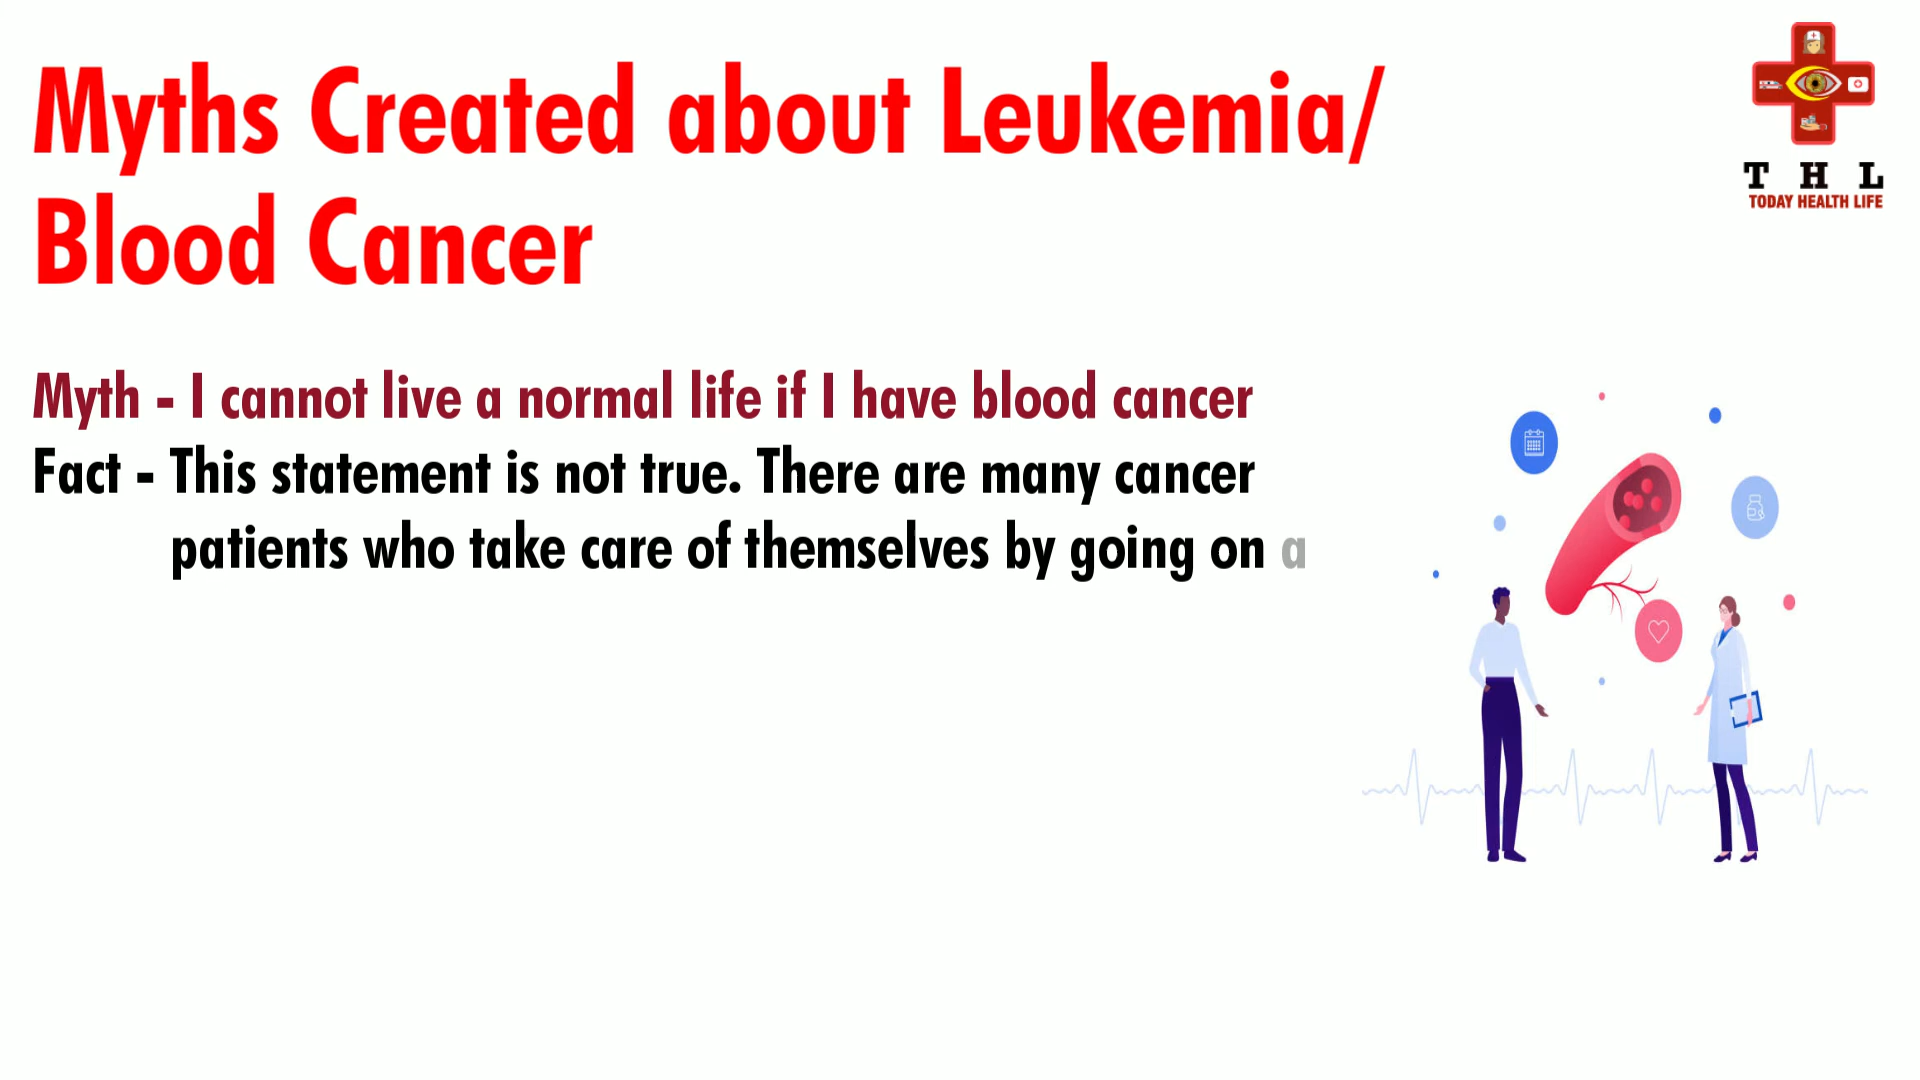 Myths Created about Leukemia/
Blood Cancer
T H L
TODAY HEALTH LIFE
Myth - I cannot live a normal life if I have blood cancer
Fact - This statement is not true. There are many cancer
patients who take care of themselves by going on a